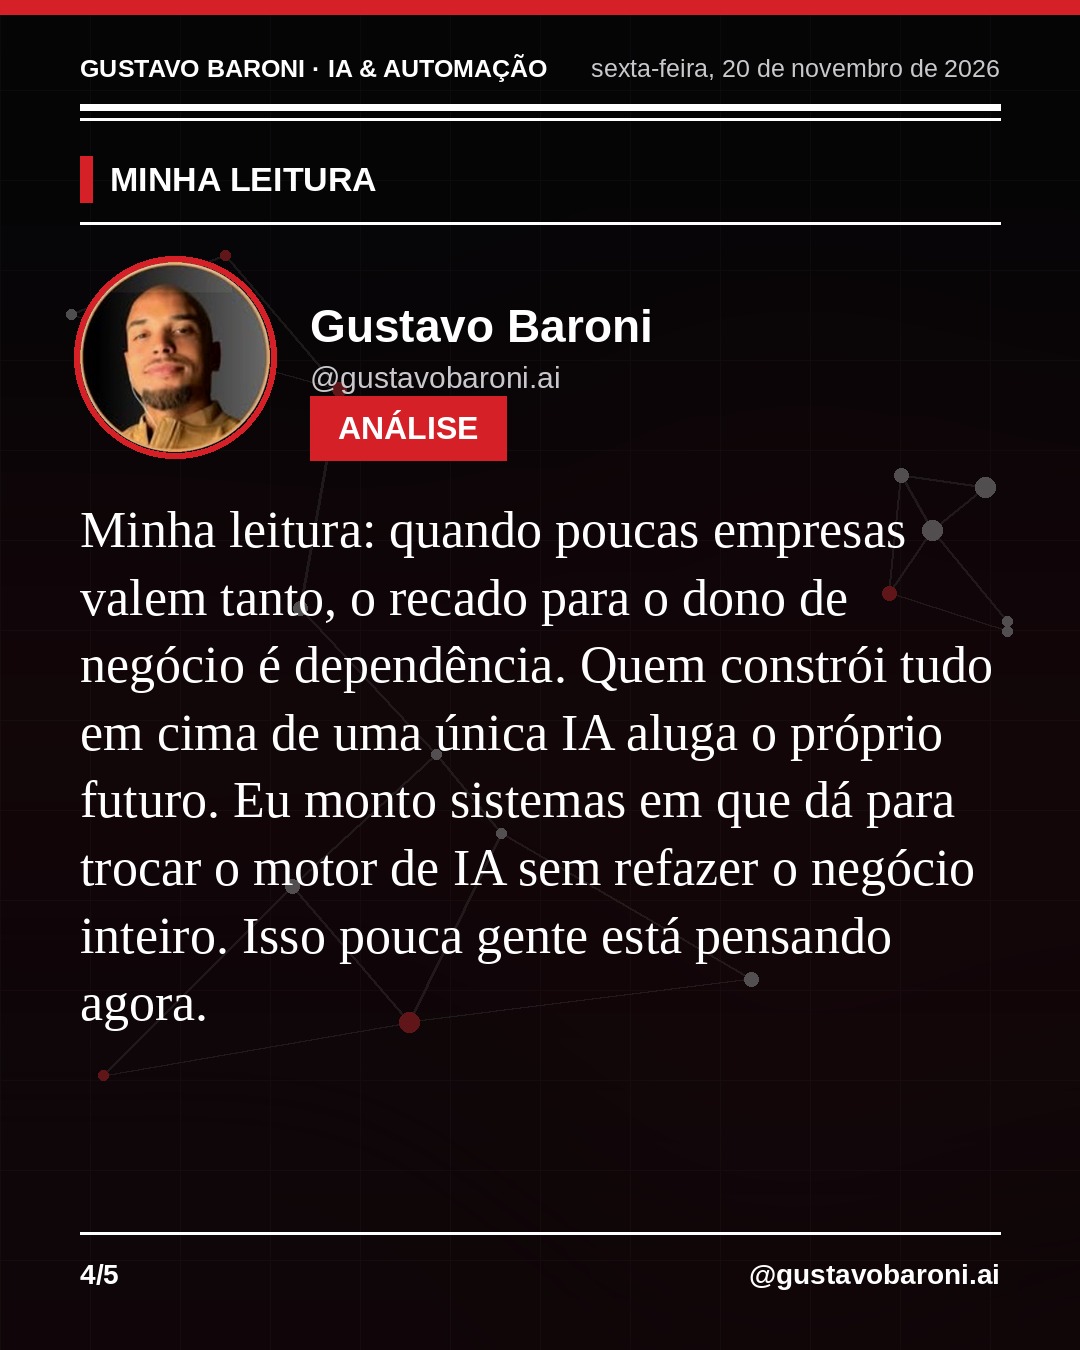 GUSTAVO BARONI · IA & AUTOMAÇÃO
sexta-feira, 20 de novembro de 2026
MINHA LEITURA
Gustavo Baroni
@gustavobaroni.ai
ANÁLISE
Minha leitura: quando poucas empresas
valem tanto, o recado para o dono de
negócio é dependência. Quem constrói tudo
em cima de uma única IA aluga o próprio
futuro. Eu monto sistemas em que dá para
trocar o motor de IA sem refazer o negócio
inteiro. Isso pouca gente está pensando
agora.
4/5
@gustavobaroni.ai